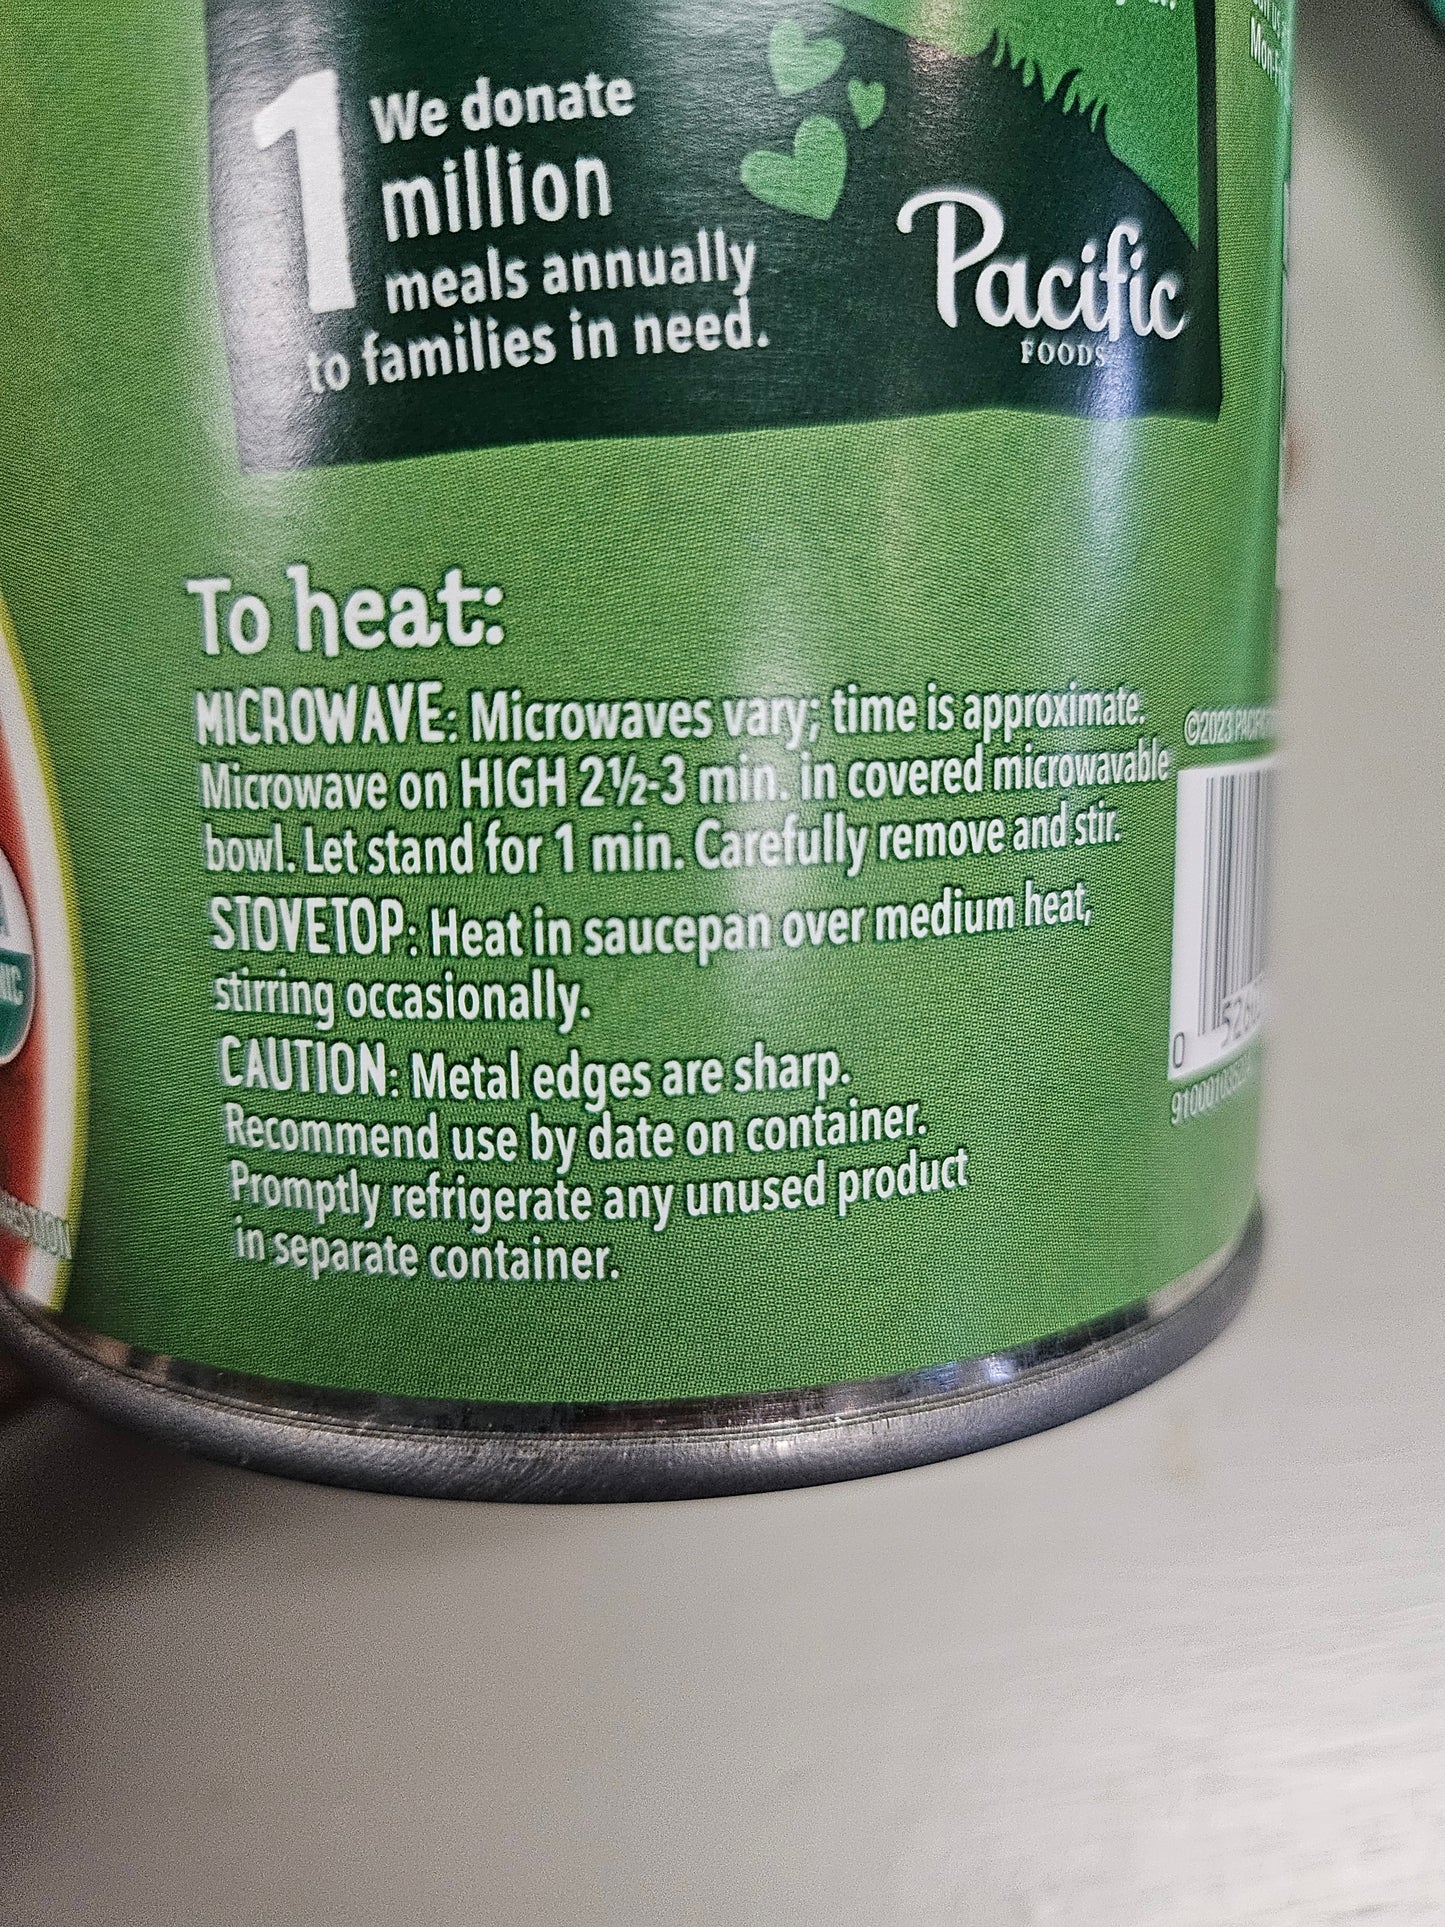 1 We donate
million
meals annually
to families in need.
Pacific
FOODS
To heat:
MICROWAVE: Microwaves vary; time is approximate.
Microwave on HIGH 2½-3 min. in covered microwavable
bowl. Let stand for 1 min. Carefully remove and stir.
STOVETOP: Heat in saucepan over medium heat,
stirring occasionally.
CAUTION: Metal edges are sharp.
Recommend use by date on container.
Promptly refrigerate any unused product
in separate container.
©2023
0